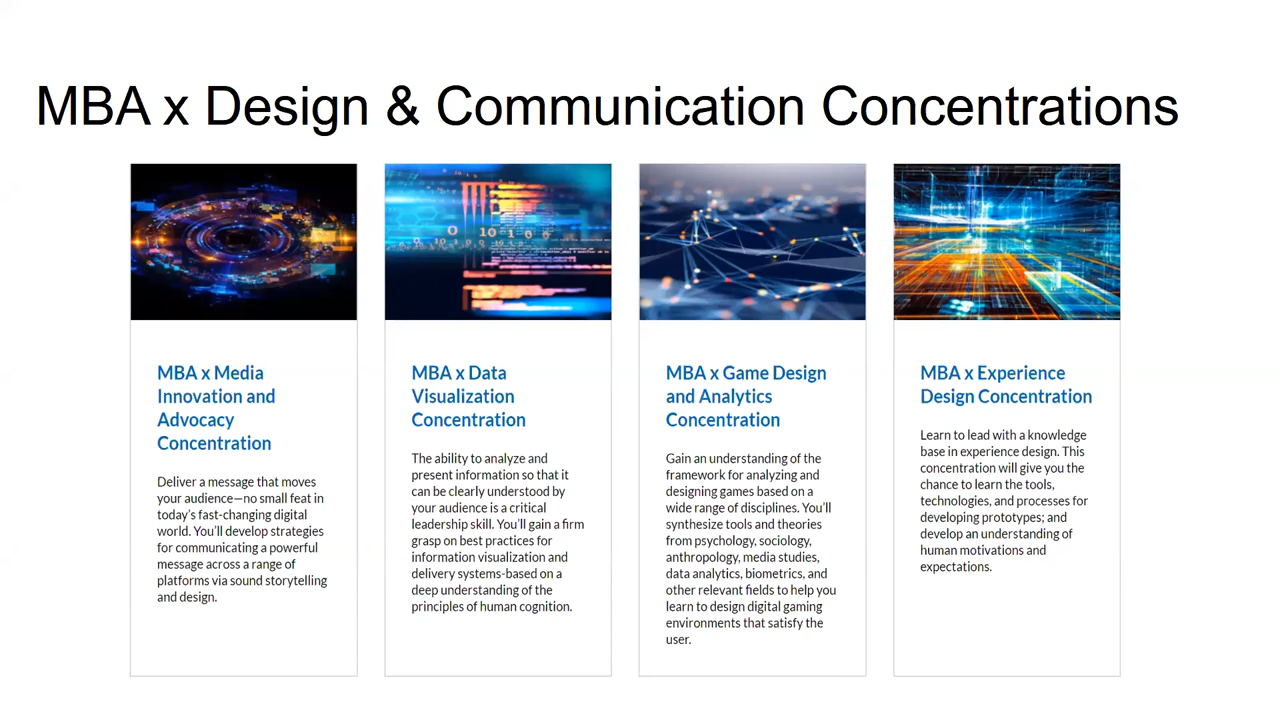 MBA x Design & Communication Concentrations
O 10 1 0 0
MBA x Media
Innovation and
Advocacy
Concentration
Deliver a message that moves
your audience—no small feat in
today's fast-changing digital
world. You'll develop strategies
for communicating a powerful
message across a range of
platforms via sound storytelling
and design.
MBA x Data
Visualization
Concentration
The ability to analyze and
present information so that it
can be clearly understood by
your audience is a critical
leadership skill. You'll gain a firm
grasp on best practices for
information visualization and
delivery systems-based on a
deep understanding of the
principles of human cognition.
MBA x Game Design
and Analytics
Concentration
Gain an understanding of the
framework for analyzing and
designing games based on a
wide range of disciplines. You'll
synthesize tools and theories
from psychology, sociology,
anthropology, media studies,
data analytics, biometrics, and
other relevant fields to help you
learn to design digital gaming
environments that satisfy the
user.
MBA x Experience
Design Concentration
Learn to lead with a knowledge
base in experience design. This
concentration will give you the
chance to learn the tools,
technologies, and processes for
developing prototypes; and
develop an understanding of
human motivations and
expectations.